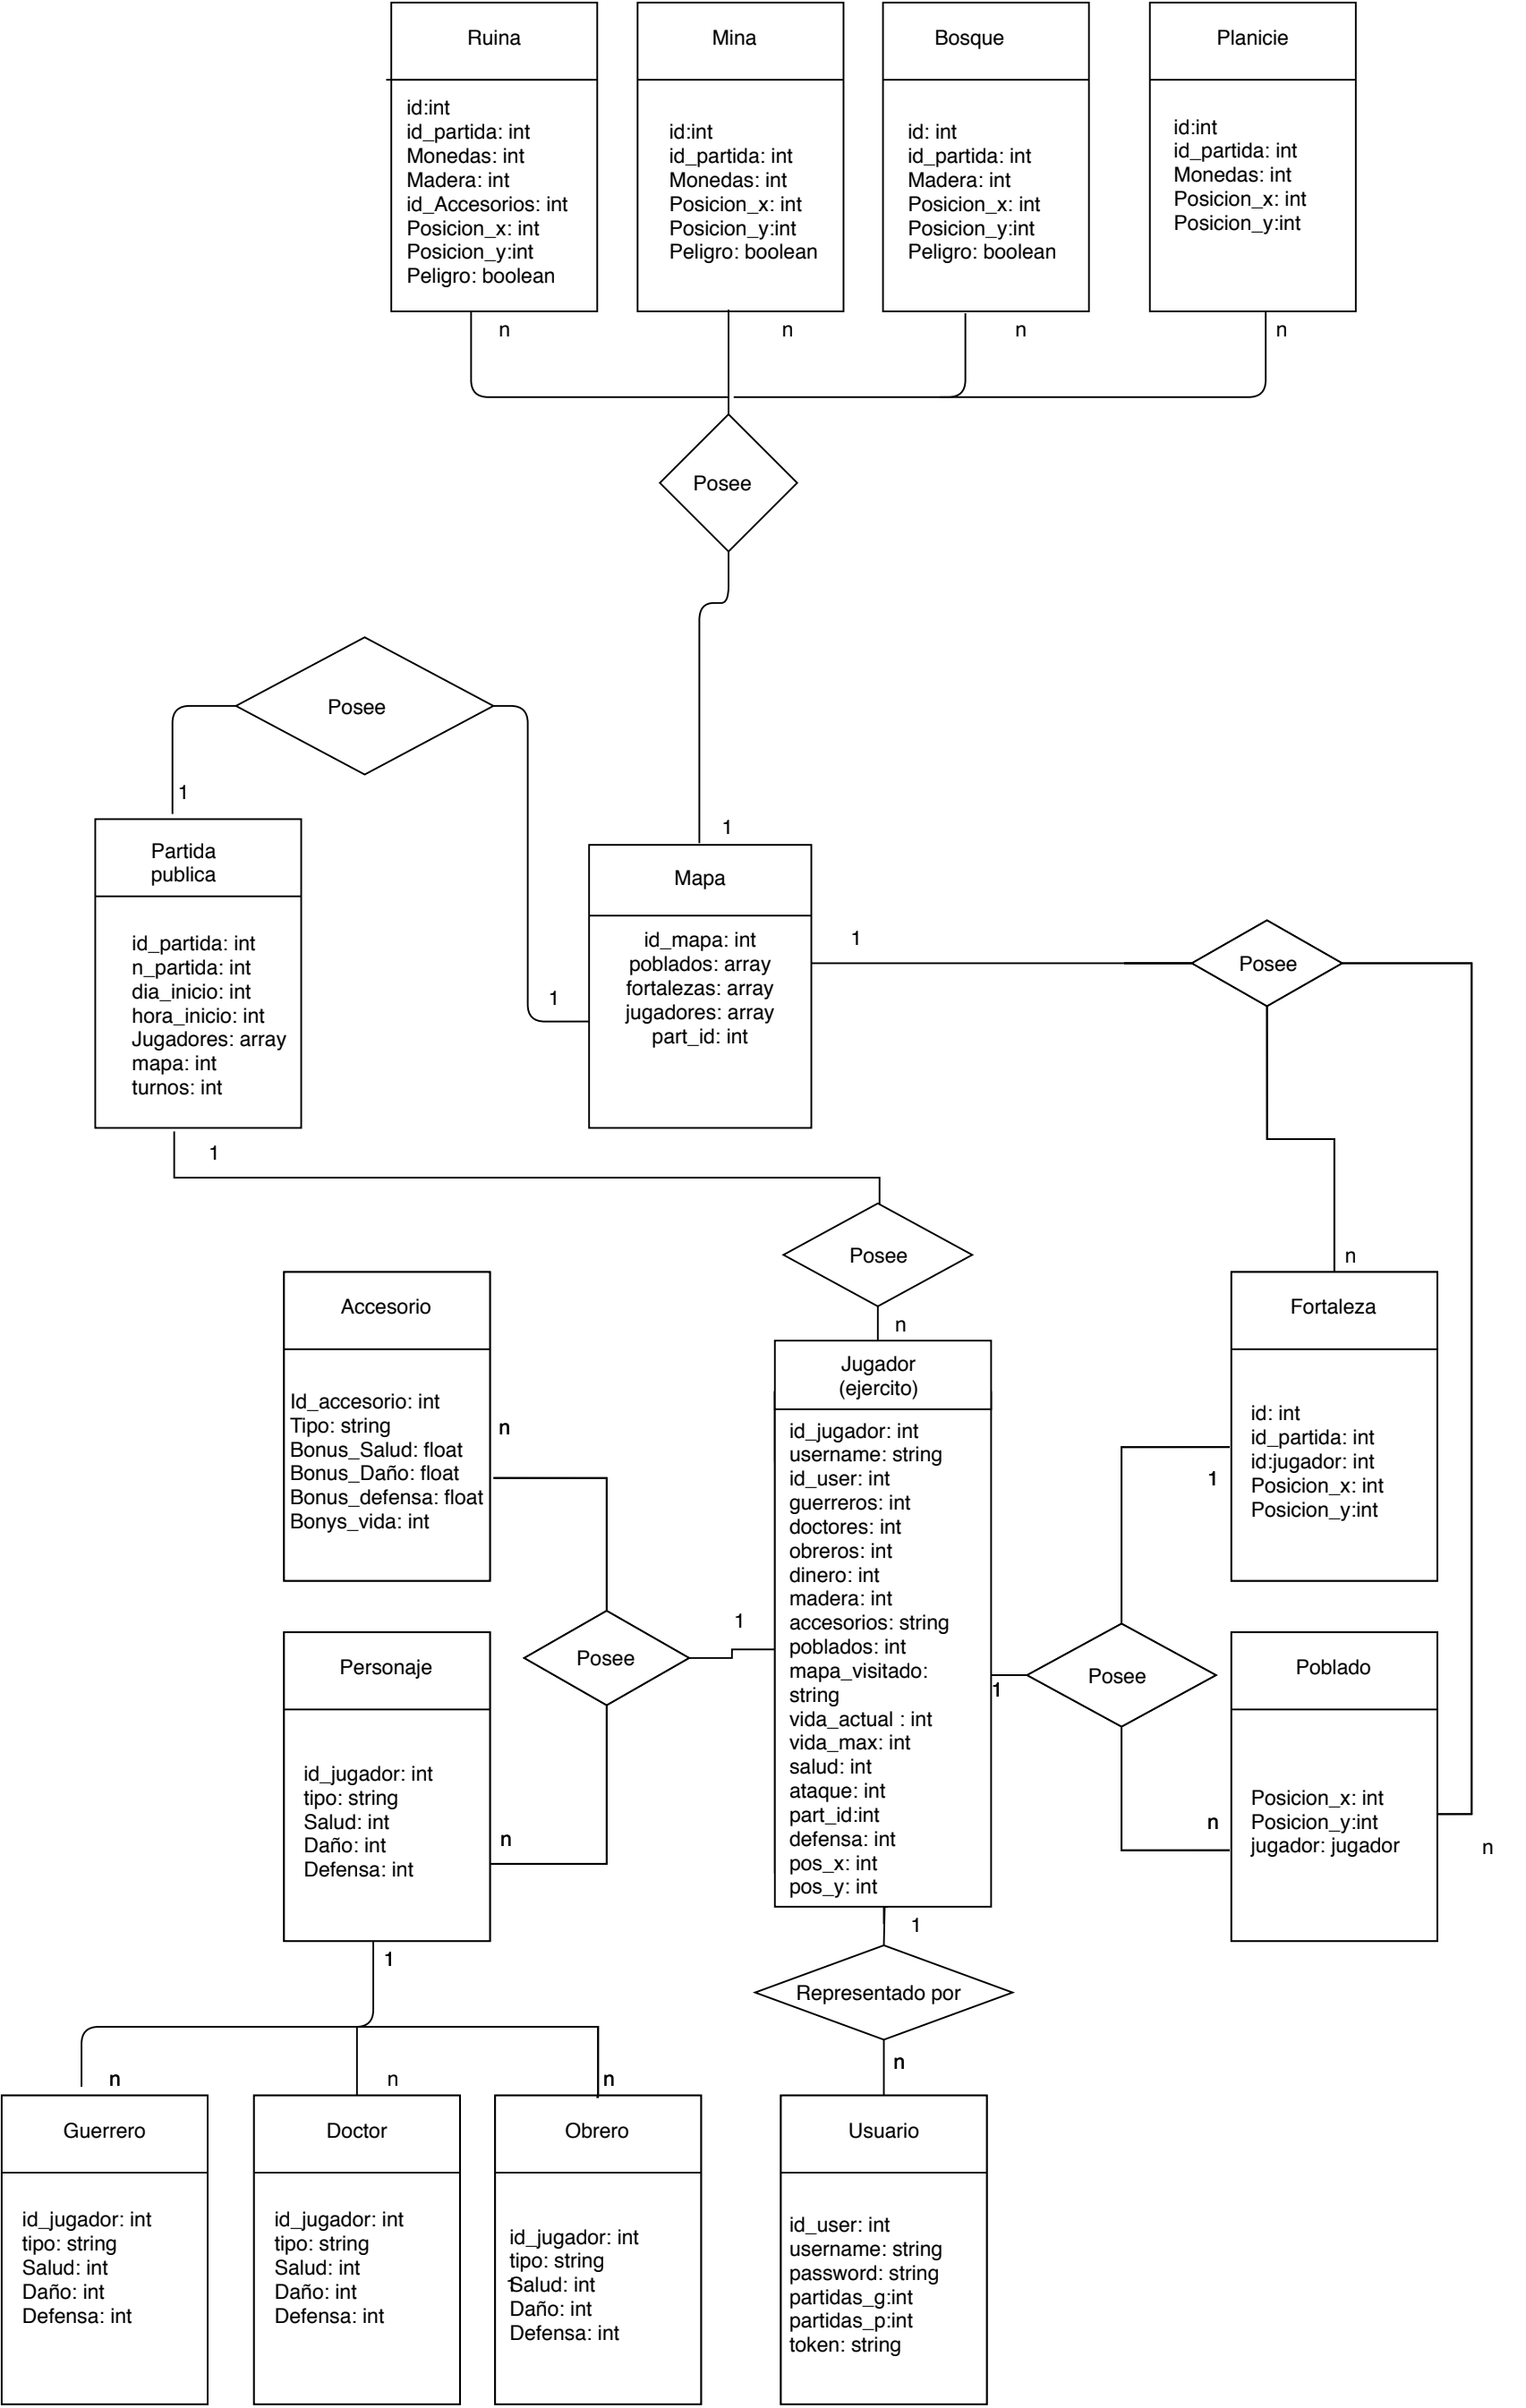 Ruina
id:int
id_partida: int
Monedas: int
Madera: int
id_Accesorios: int
Posicion_x: int
Posicion_y:int
Peligro: boolean
n
Mina
id:int
id_partida: int
Monedas: int
Posicion_x: int
Posicion_y:int
Peligro: boolean
n
Bosque
id: int
id_partida: int
Madera: int
Posicion_x: int
Posicion_y:int
Peligro: boolean
n
Planicie
id:int
id_partida: int
Monedas: int
Posicion_x: int
Posicion_y:int
n
Posee
Posee
1
1
Partida
publica
id_partida: int
n_partida: int
dia_inicio: int
hora_inicio: int
Jugadores: array
mapa: int
turnos: int
1
1
Mapa
id_mapa: int
poblados: array
fortalezas: array
jugadores: array
part_id: int
1
Posee
Posee
n
n
Accesorio
Id_accesorio: int
Tipo: string
Bonus_Salud: float
Bonus_Daño: float
Bonus_defensa: float
Bonys_vida: int
n
Jugador
(ejercito)
id_jugador: int
username: string
id_user: int
guerreros: int
doctores: int
obreros: int
dinero: int
madera: int
accesorios: string
poblados: int
mapa_visitado:
string
vida_actual : int
vida_max: int
salud: int
ataque: int
part_id:int
defensa: int
pos_x: int
pos_y: int
Fortaleza
id: int
id_partida: int
id:jugador: int
Posicion_x: int
Posicion_y:int
1
Posee
1
1
Posee
Personaje
id_jugador: int
tipo: string
Salud: int
Daño: int
Defensa: int
n
Poblado
Posicion_x: int
Posicion_y:int
jugador: jugador
n
n
1
1
Representado por
n
n
n
n
Guerrero
id_jugador: int
tipo: string
Salud: int
Daño: int
Defensa: int
Doctor
id_jugador: int
tipo: string
Salud: int
Daño: int
Defensa: int
Obrero
id_jugador: int
tipo: string
1
Salud: int
Daño: int
Defensa: int
Usuario
id_user: int
username: string
password: string
partidas_g:int
partidas_p:int
token: string